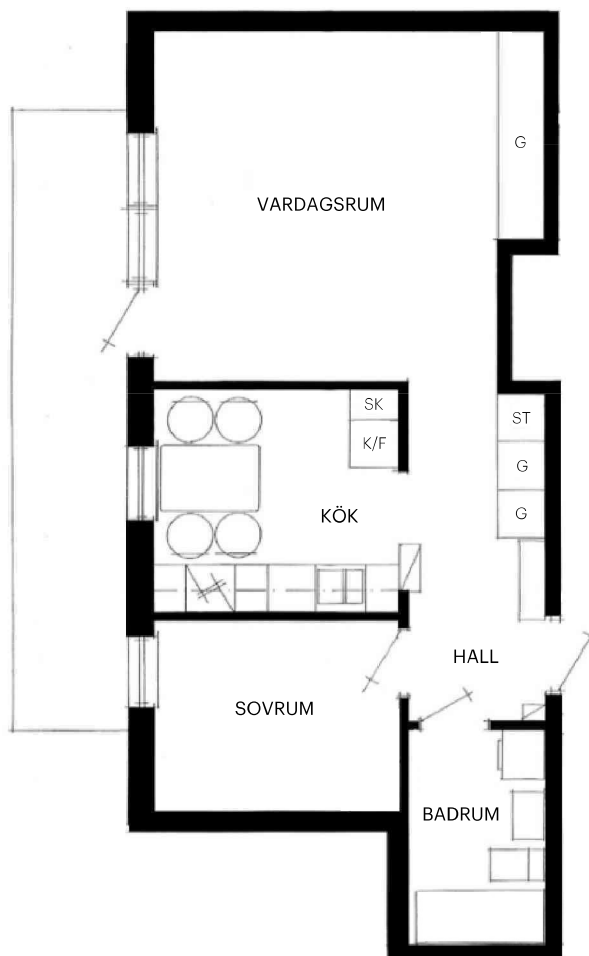 G
VARDAGSRUM
SK
ST
K/F
G
KÖK
G
HALL
SOVRUM
BADRUM